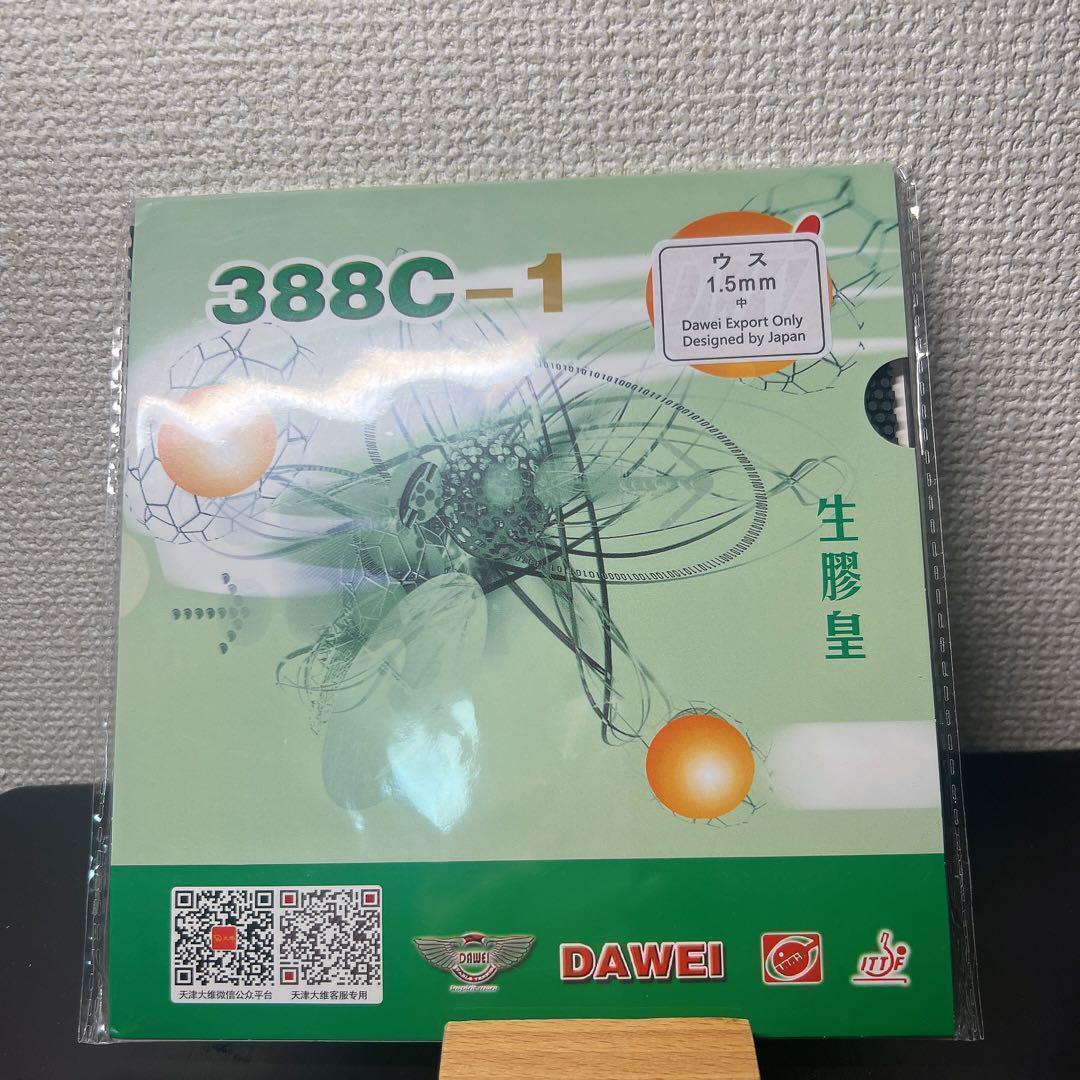 388C-1
ウス
1.5mm
中
Dawei Export Only
Designed by Japan
生膠皇
天津大维微信公众平台
天津大维客服专用
DAWEI
DAWEI
ITTF